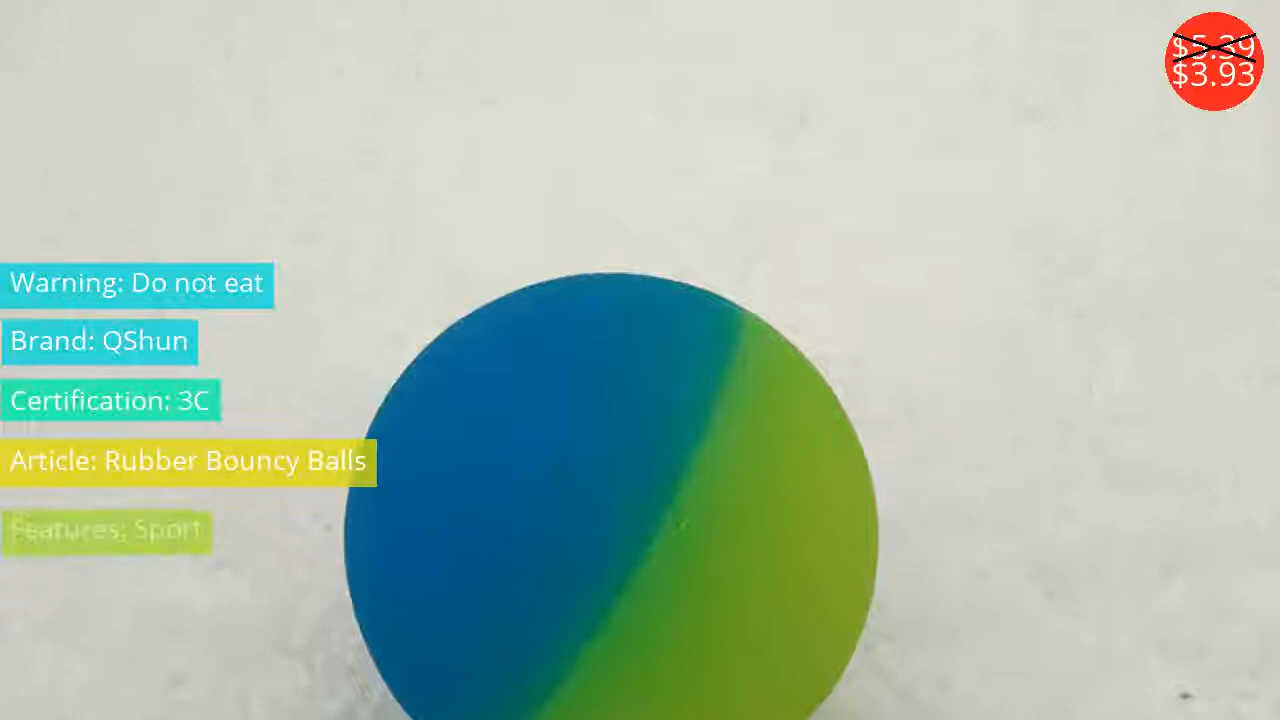 $5.39
$3.93
Warning: Do not eat
Brand: QShun
Certification: 3C
Article: Rubber Bouncy Balls
Features: Sport